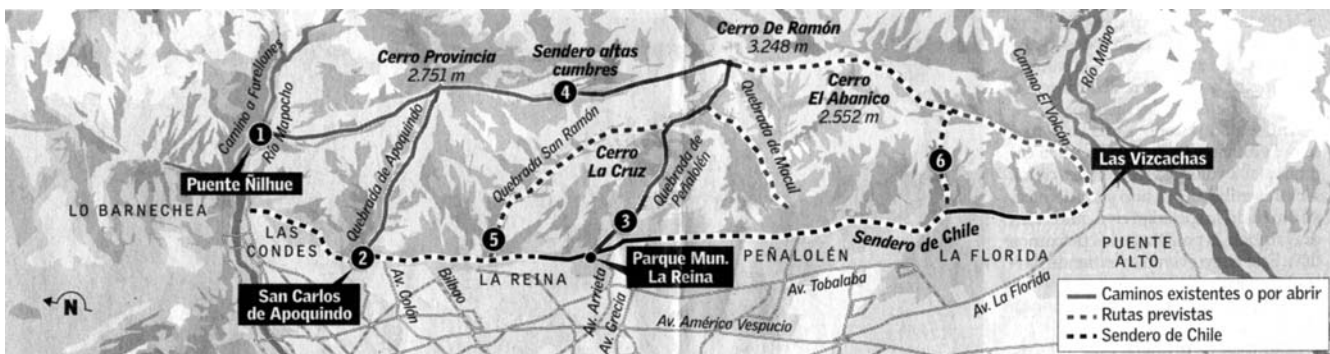 Camino a Farellones
Río Mapocho
1
Puente Ñilhue
LO BARNECHEA
LAS
CONDES
Cerro Provincia
2.751 m
Quebrada de Apoquindo
2
San Carlos
de Apoquindo
Sendero altas
cumbres
4
Quebrada San Ramón
5
Cerro
La Cruz
3
Quebrada de
Peñalolén
Cerro De Ramón
3.248 m
Quebrada de Macul
Cerro
El Abanico
2.552 m
6
Camino El Volcán
Río Maipo
Las Vizcachas
Av. Colón
Bilbao
LA REINA
Av. Arrieta
Av. Grecia
Parque Mun.
La Reina
PEÑALOLÉN
Sendero de Chile
LA FLORIDA
PUENTE
ALTO
Av. Tobalaba
Av. Américo Vespucio
Av. La Florida
N
Caminos existentes o por abrir
Rutas previstas
Sendero de Chile